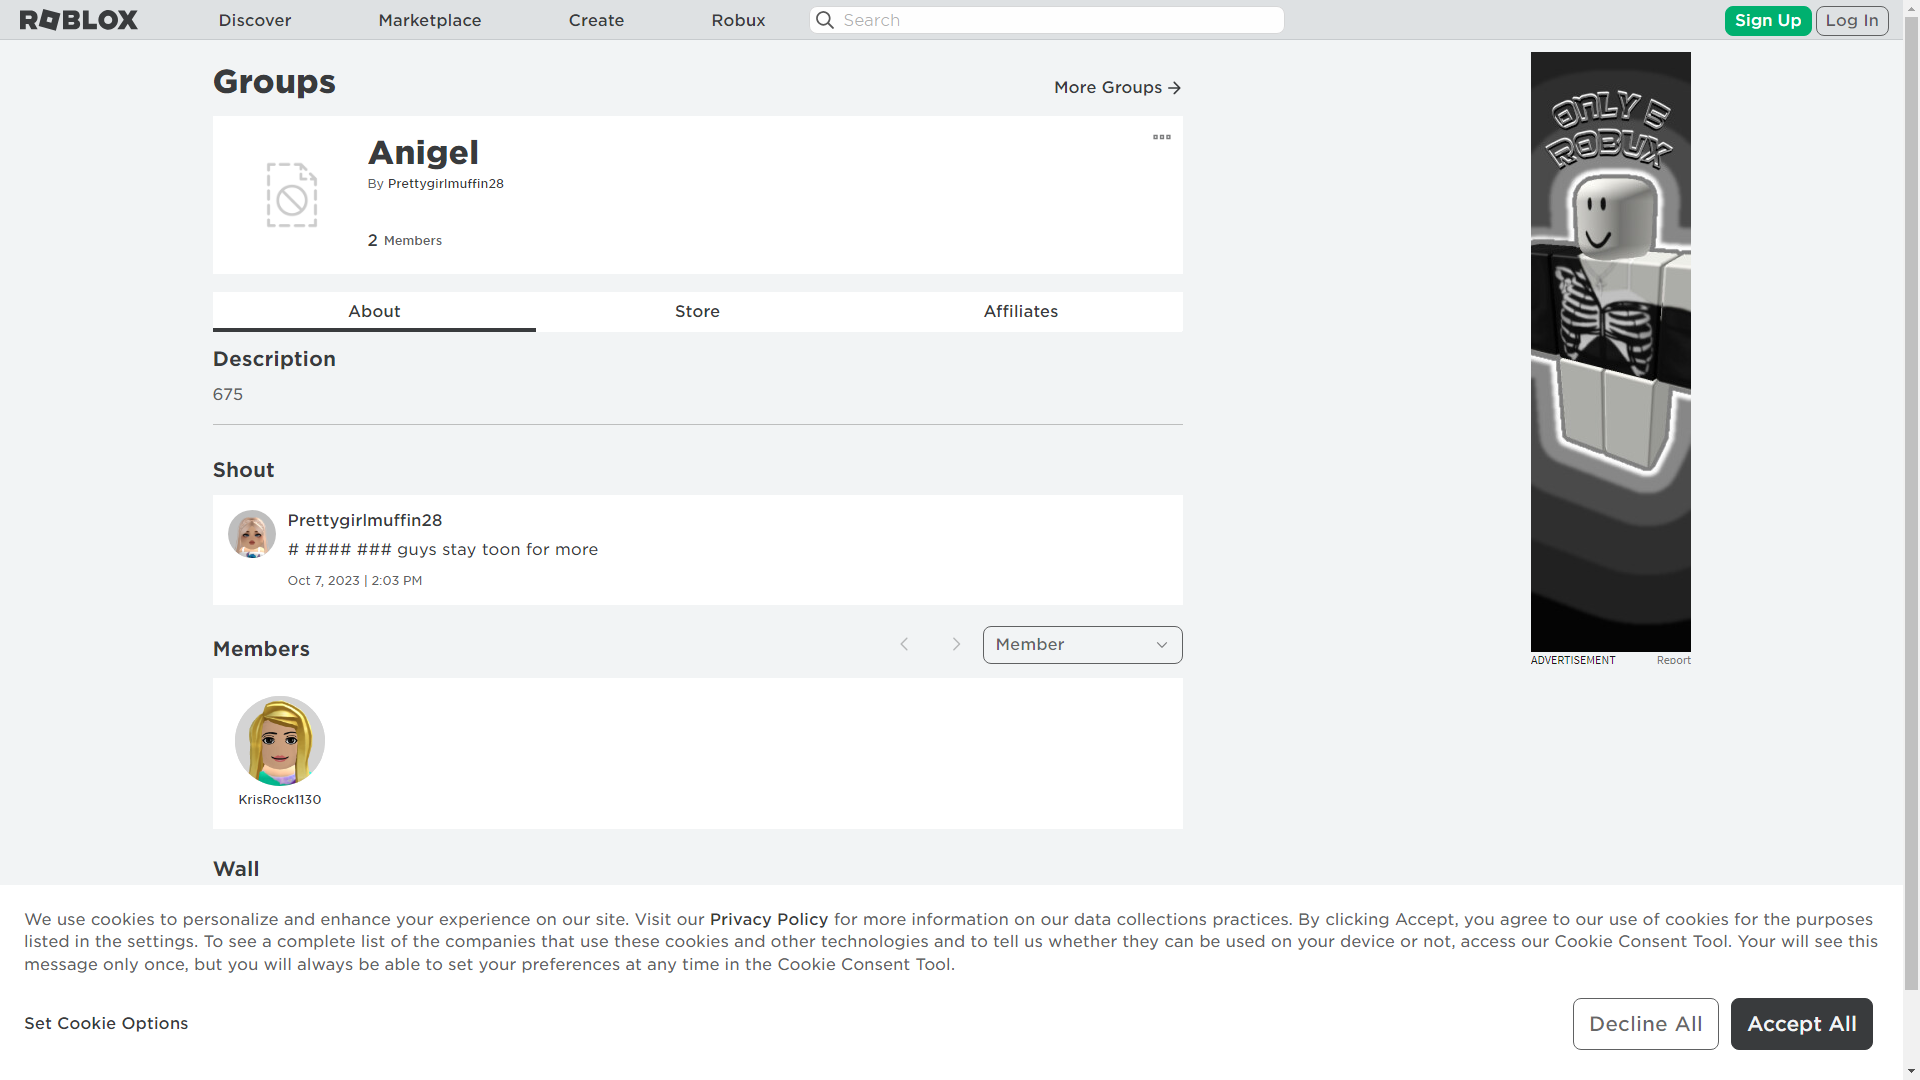 ROBLOX Discover Marketplace Create Robux Search Sign Up Log In
Groups
More Groups
Anigel
By Prettygirlmuffin28
2 Members
About Store Affiliates
Description
675
Shout
Prettygirlmuffin28
# #### ### guys stay toon for more
Oct 7, 2023 | 2:03 PM
Members
Member
KrisRock1130
Wall
ONLY 5
ROBUX
ADVERTISEMENT Report
We use cookies to personalize and enhance your experience on our site. Visit our Privacy Policy for more information on our data collections practices. By clicking Accept, you agree to our use of cookies for the purposes
listed in the settings. To see a complete list of the companies that use these cookies and other technologies and to tell us whether they can be used on your device or not, access our Cookie Consent Tool. Your will see this
message only once, but you will always be able to set your preferences at any time in the Cookie Consent Tool.
Set Cookie Options
Decline All
Accept All